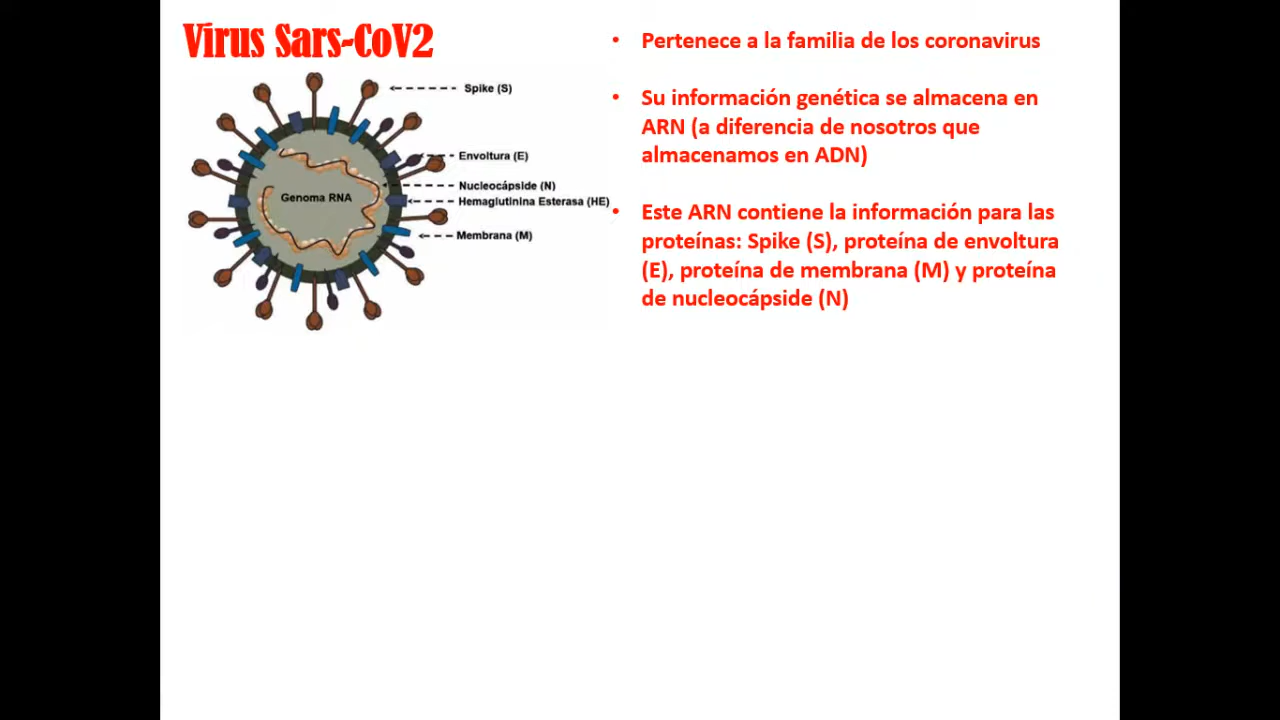 Virus Sars-CoV2
Spike (S)
Envoltura (E)
Nucleocápside (N)
Hemaglutinina Esterasa (HE)
Membrana (M)
Genoma RNA
• Pertenece a la familia de los coronavirus
• Su información genética se almacena en
ARN (a diferencia de nosotros que
almacenamos en ADN)
• Este ARN contiene la información para las
proteínas: Spike (S), proteína de envoltura
(E), proteína de membrana (M) y proteína
de nucleocápside (N)